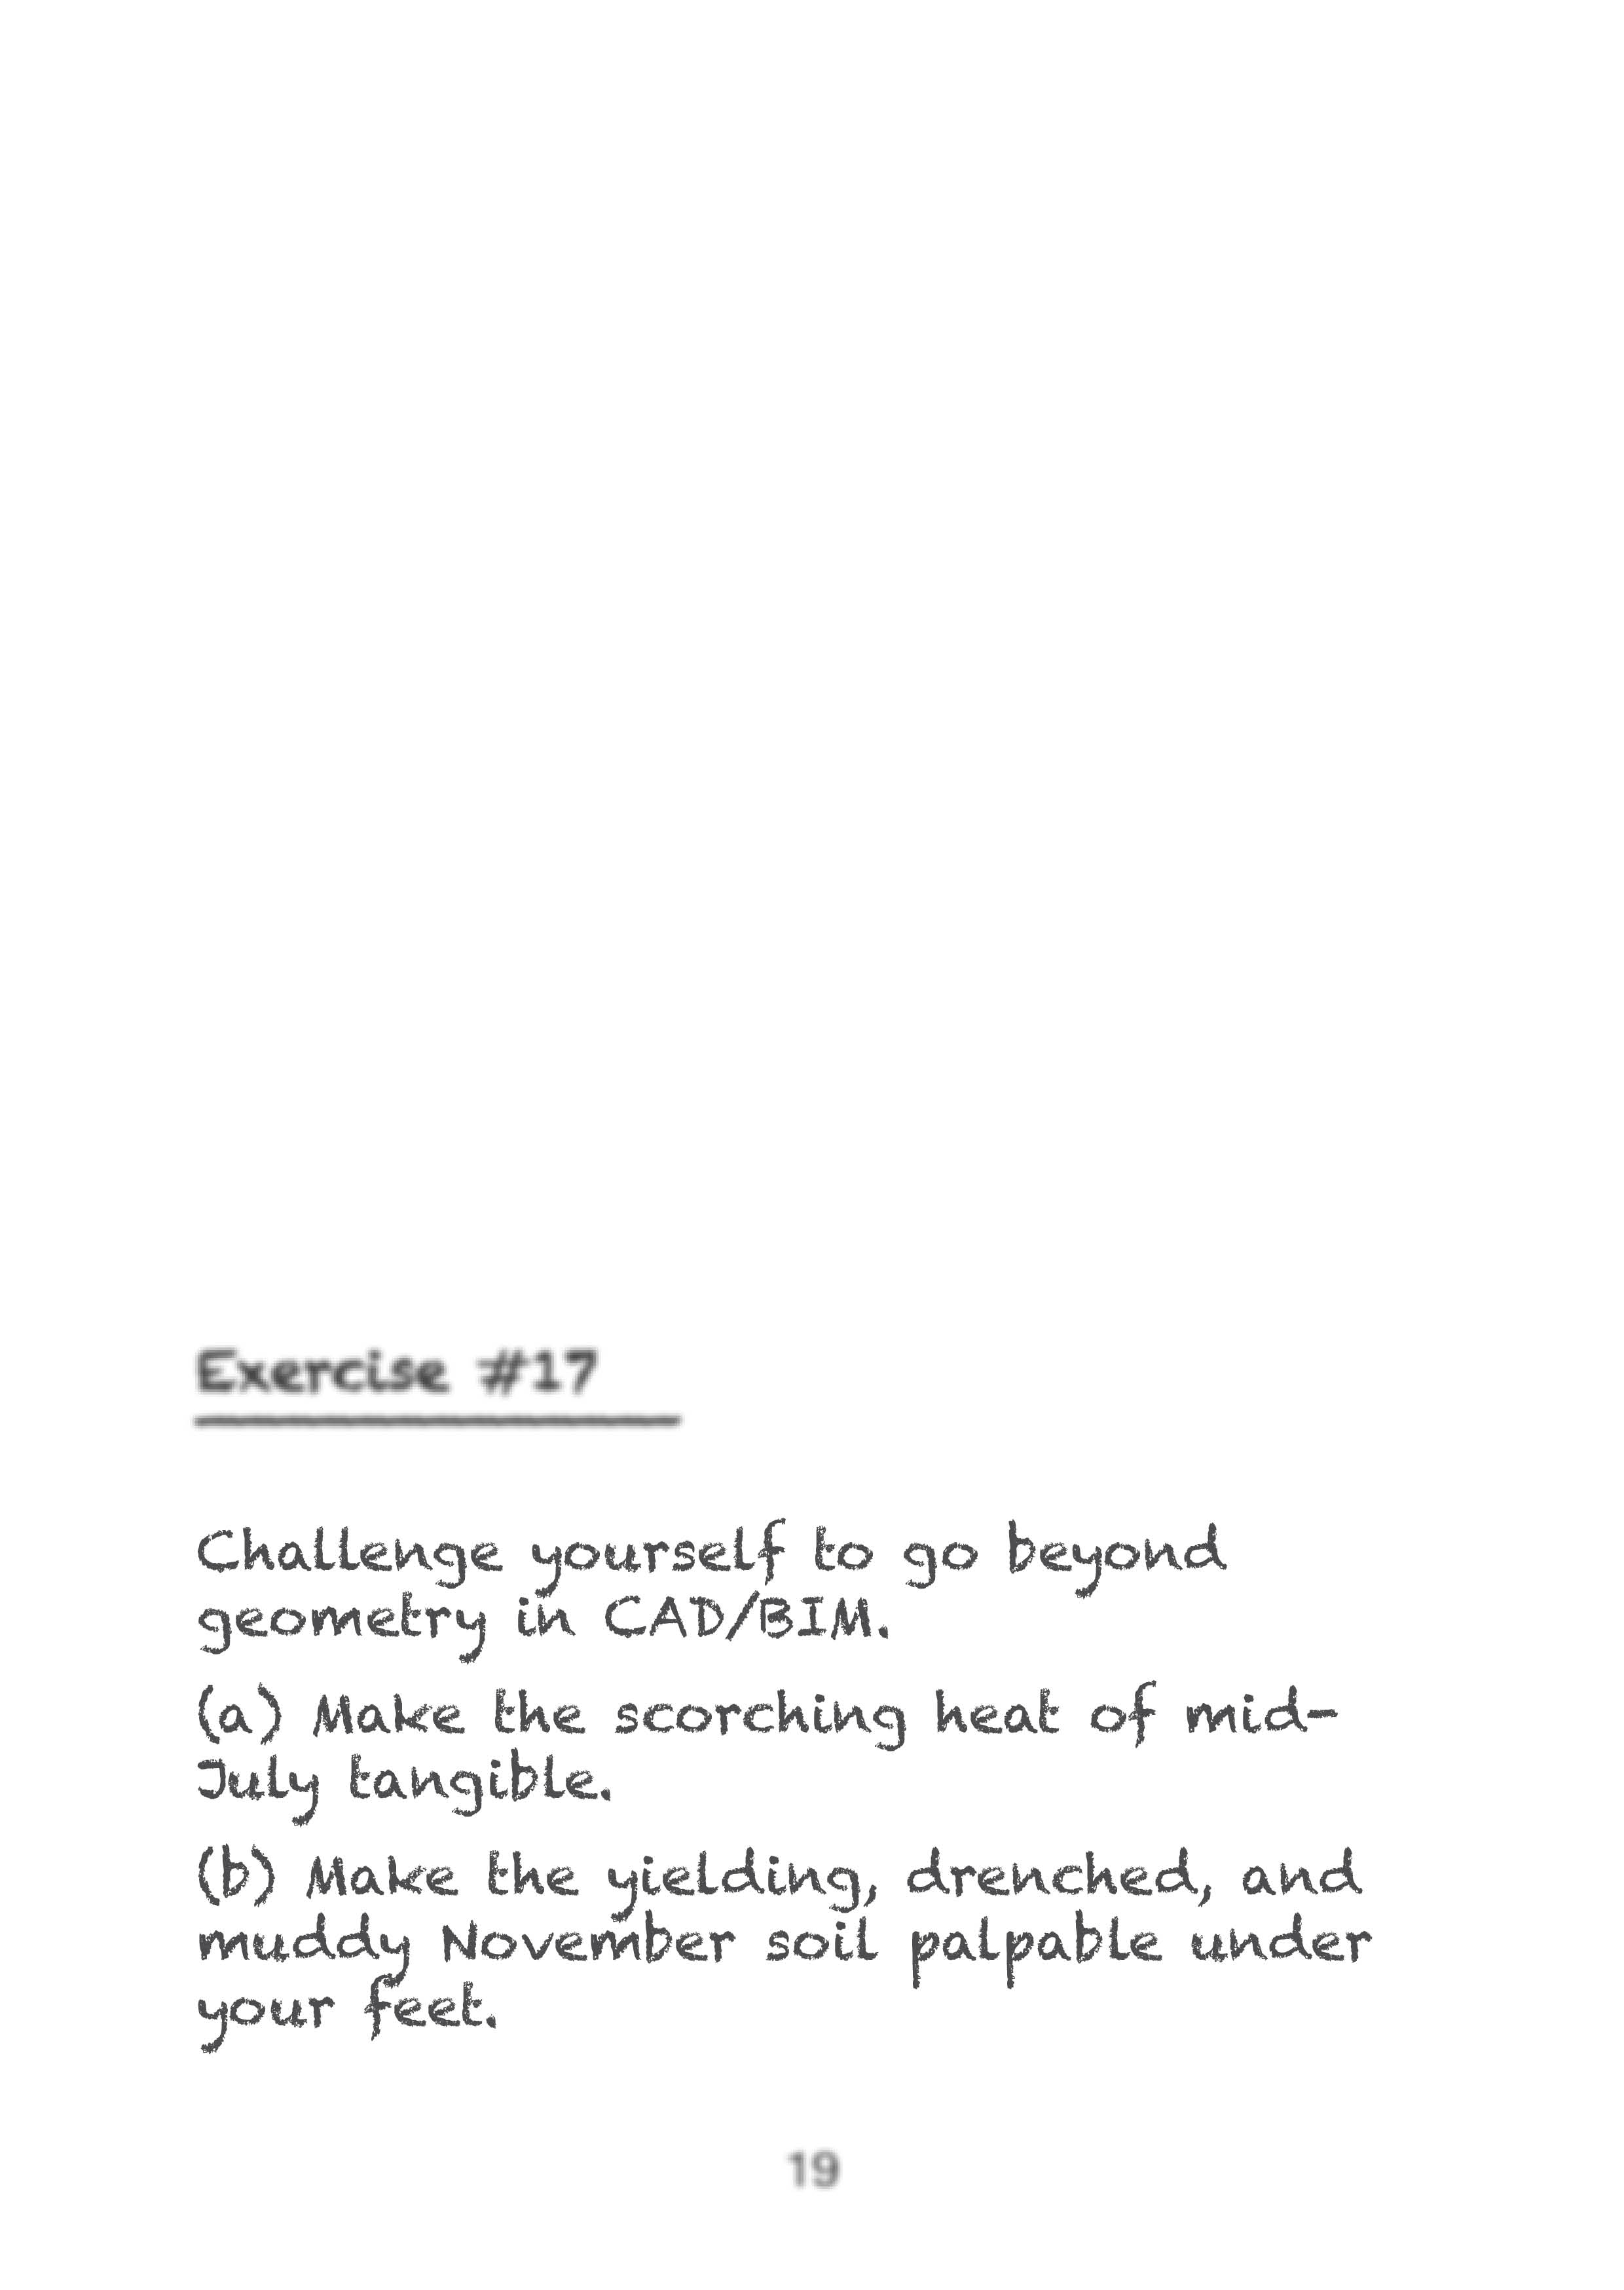 Exercise #17
Challenge yourself to go beyond
geometry in CAD/BIM.
(a) Make the scorching heat of mid-
July tangible.
(b) Make the yielding, drenched, and
muddy November soil palpable under
your feet.
19